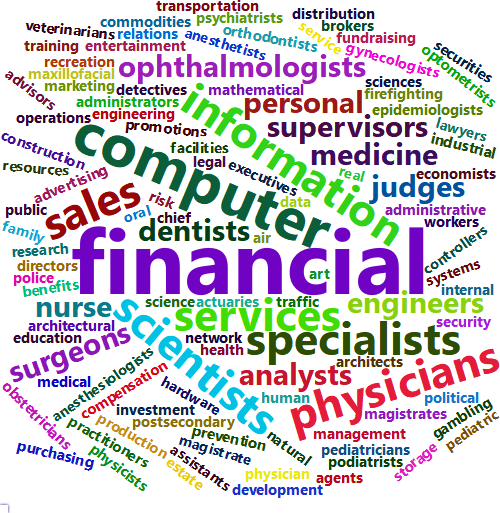 transportation
commodities
psychiatrists
distribution
brokers
veterinarians
relations
anesthetists
orthodontists
service
fundraising
training
entertainment
gynecologists
securities
recreation
ophthalmologists
optometrists
maxillofacial
advisors
marketing
detectives
mathematical
sciences
firefighting
administrators
information
personal
epidemiologists
operations
engineering
promotions
supervisors
lawyers
industrial
construction
computer
facilities
medicine
resources
legal
executives
real
economists
advertising
sales
risk
data
judges
public
oral
chief
administrative
family
dentists
air
workers
research
financial
controllers
directors
art
systems
police
benefits
internal
nurse
science
actuaries
traffic
engineers
architectural
scientists
services
security
education
surgeons
network
specialists
health
architects
physicians
medical
anesthesiologists
analysts
compensation
hardware
human
political
obstetricians
investment
magistrates
gambling
practitioners
production
postsecondary
pediatric
prevention
natural
management
purchasing
physicists
estate
magistrate
assistants
pediatricians
podiatrists
storage
physician
agents
development